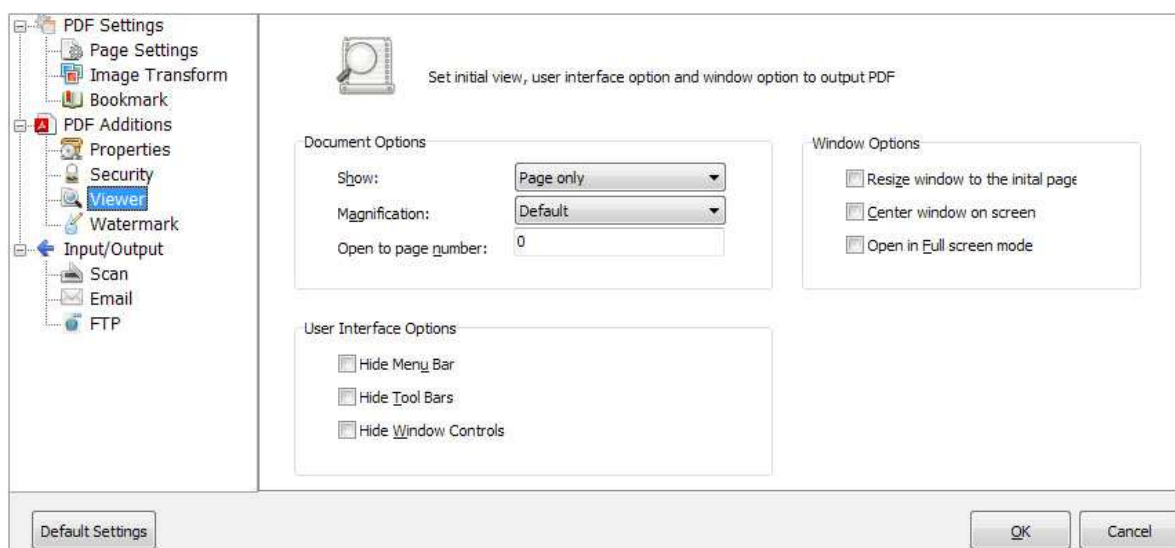 PDF Settings
Page Settings
Image Transform
Bookmark
PDF Additions
Properties
Security
Viewer
Watermark
Input/Output
Scan
Email
FTP
Set initial view, user interface option and window option to output PDF
Document Options
Show: Page only
Magnification: Default
Open to page number: 0
Window Options
Resize window to the inital page
Center window on screen
Open in Full screen mode
User Interface Options
Hide Menu Bar
Hide Tool Bars
Hide Window Controls
Default Settings
OK
Cancel